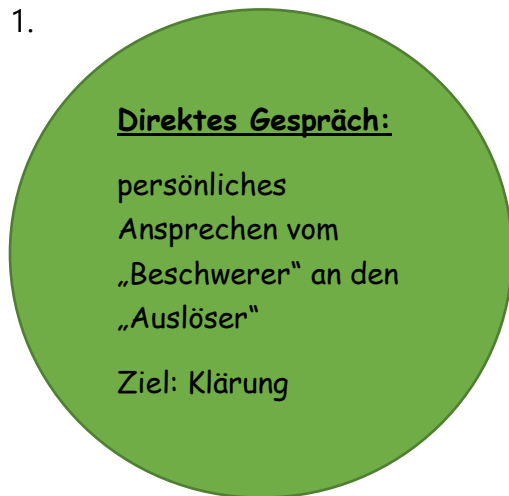 1.
Direktes Gespräch:
persönliches
Ansprechen vom
„Beschwerer“ an den
„Auslöser“
Ziel: Klärung